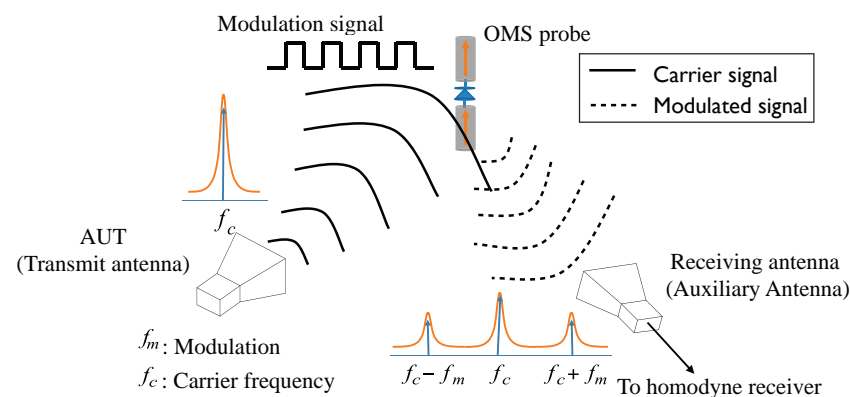 Modulation signal
OMS probe
Carrier signal
Modulated signal
f_c
AUT
(Transmit antenna)
Receiving antenna
(Auxiliary Antenna)
f_m : Modulation
f_c : Carrier frequency
f_c − f_m
f_c
f_c + f_m
To homodyne receiver